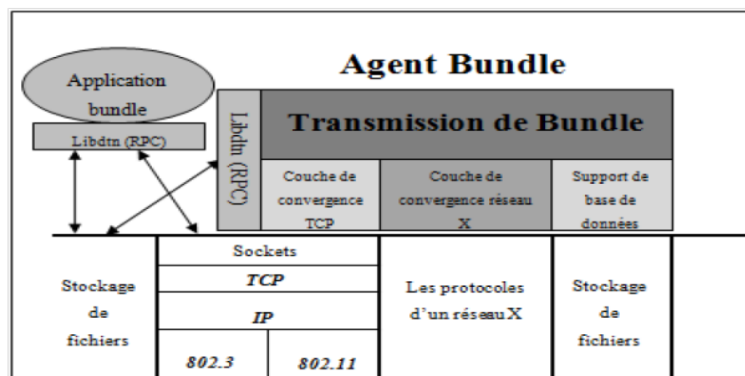 Agent Bundle
Application
bundle
Libdtn (RPC)
Libdtn (RPC)
Transmission de Bundle
Couche de
convergence
TCP
Couche de
convergence réseau
X
Support de
base de
données
Stockage
de
fichiers
Sockets
TCP
IP
802.3
802.11
Les protocoles
d'un réseau X
Stockage
de
fichiers